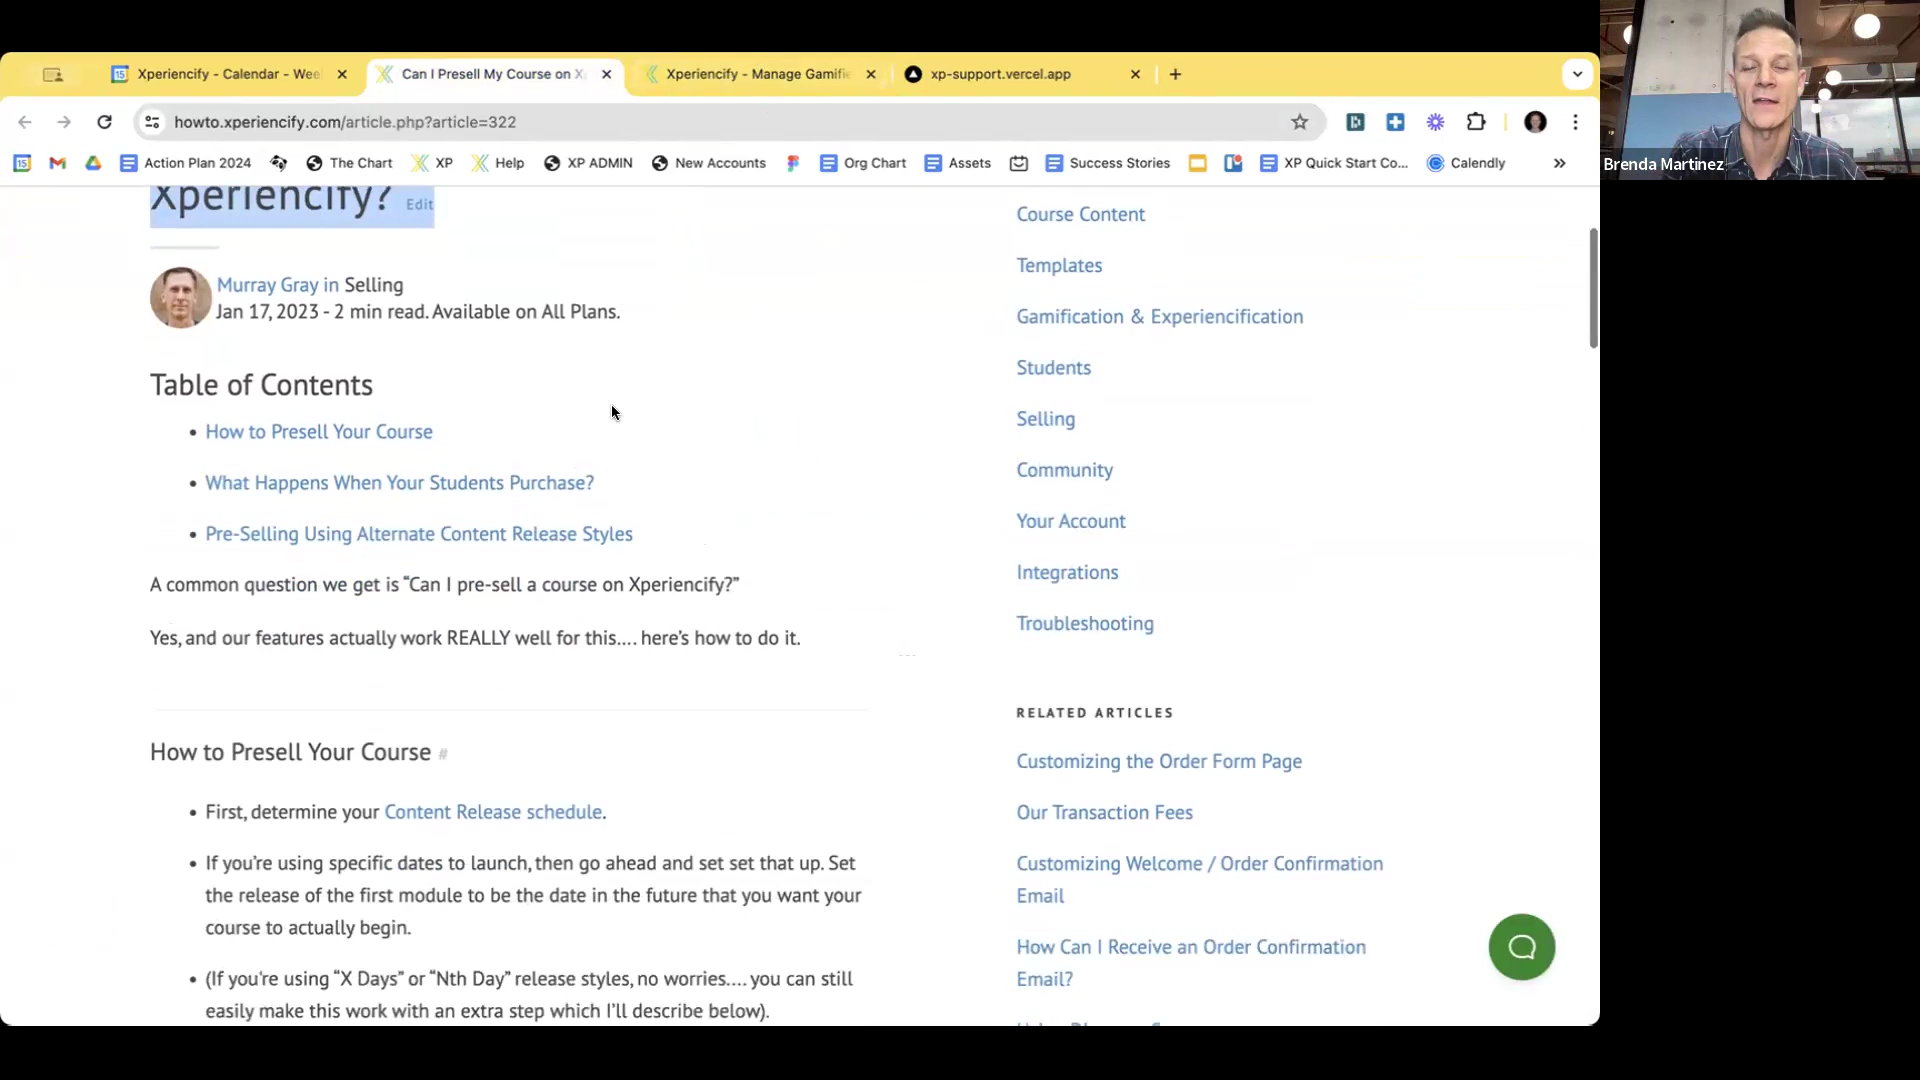 Xperiencify - Calendar - Wee
Can I Presell My Course on X
Xperiencify - Manage Gamifi
xp-support.vercel.app
howto.xperiencify.com/article.php?article=322
15
Action Plan 2024
The Chart
XP
Help
XP ADMIN
New Accounts
Org Chart
Assets
Success Stories
XP Quick Start Co...
Calendly
Brenda Martinez
Xperiencify? Edit
Murray Gray in Selling
Jan 17, 2023 - 2 min read. Available on All Plans.
Table of Contents
• How to Presell Your Course
• What Happens When Your Students Purchase?
• Pre-Selling Using Alternate Content Release Styles
A common question we get is “Can I pre-sell a course on Xperiencify?”
Yes, and our features actually work REALLY well for this.... here’s how to do it.
How to Presell Your Course #
• First, determine your Content Release schedule.
• If you’re using specific dates to launch, then go ahead and set set that up. Set
the release of the first module to be the date in the future that you want your
course to actually begin.
• (If you're using “X Days” or “Nth Day” release styles, no worries.... you can still
easily make this work with an extra step which I’ll describe below).
Course Content
Templates
Gamification & Experiencification
Students
Selling
Community
Your Account
Integrations
Troubleshooting
RELATED ARTICLES
Customizing the Order Form Page
Our Transaction Fees
Customizing Welcome / Order Confirmation
Email
How Can I Receive an Order Confirmation
Email?